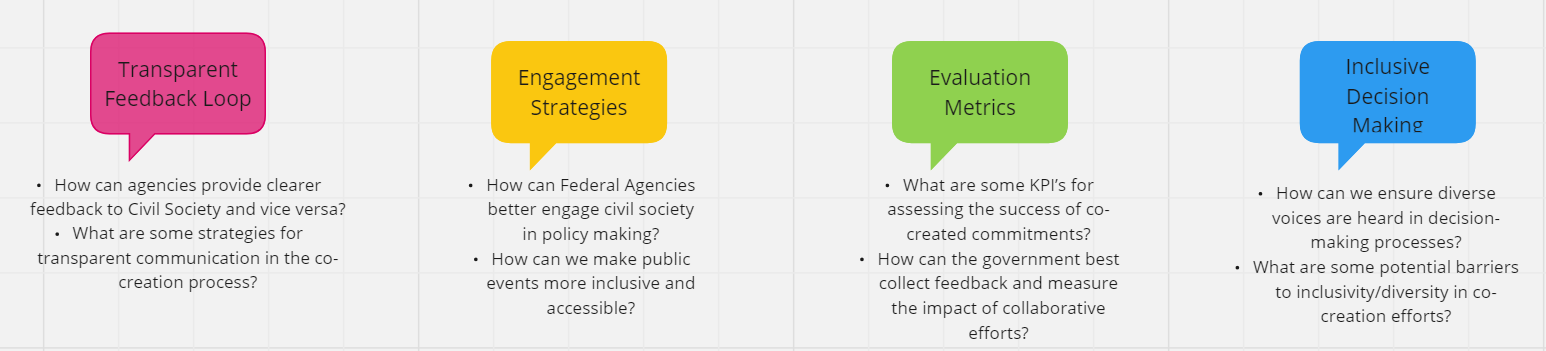 Transparent
Feedback Loop
• How can agencies provide clearer
feedback to Civil Society and vice versa?
• What are some strategies for
transparent communication in the co-
creation process?
Engagement
Strategies
• How can Federal Agencies
better engage civil society
in policy making?
• How can we make public
events more inclusive and
accessible?
Evaluation
Metrics
• What are some KPI’s for
assessing the success of co-
created commitments?
• How can the government best
collect feedback and measure
the impact of collaborative
efforts?
Inclusive
Decision
Making
• How can we ensure diverse
voices are heard in decision-
making processes?
• What are some potential barriers
to inclusivity/diversity in co-
creation efforts?